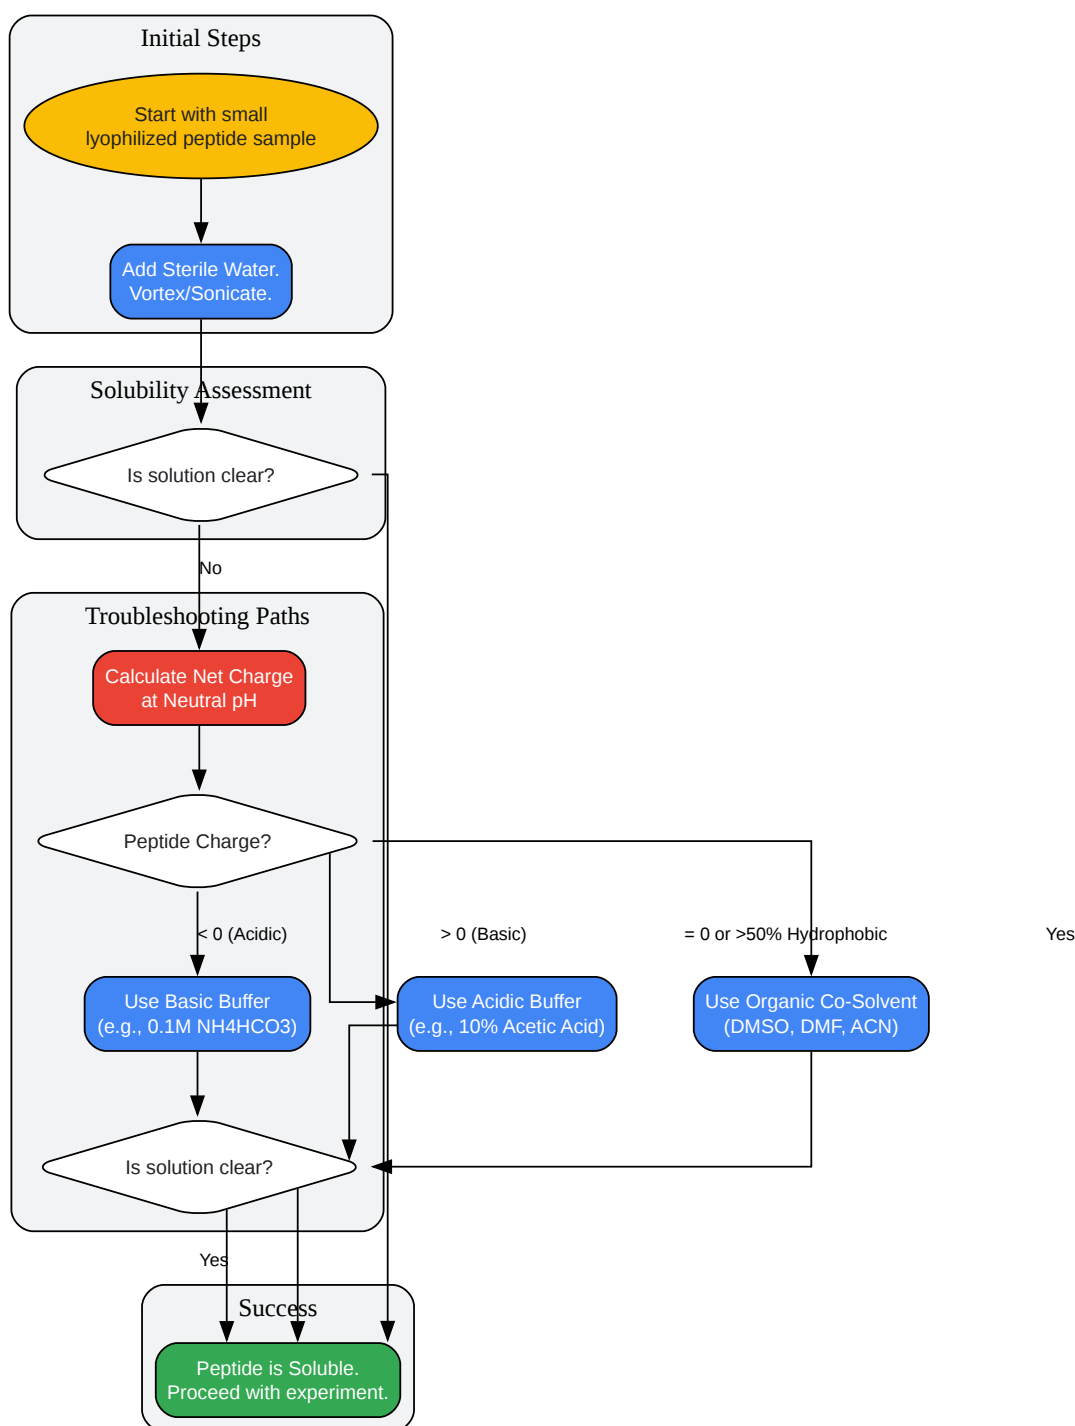 Initial Steps
Start with small
lyophilized peptide sample
Add Sterile Water.
Vortex/Sonicate.
Solubility Assessment
Is solution clear?
No
Troubleshooting Paths
Calculate Net Charge
at Neutral pH
Peptide Charge?
< 0 (Acidic)
> 0 (Basic)
= 0 or >50% Hydrophobic
Yes
Use Basic Buffer
(e.g., 0.1M NH4HCO3)
Use Acidic Buffer
(e.g., 10% Acetic Acid)
Use Organic Co-Solvent
(DMSO, DMF, ACN)
Is solution clear?
Yes
Success
Peptide is Soluble.
Proceed with experiment.